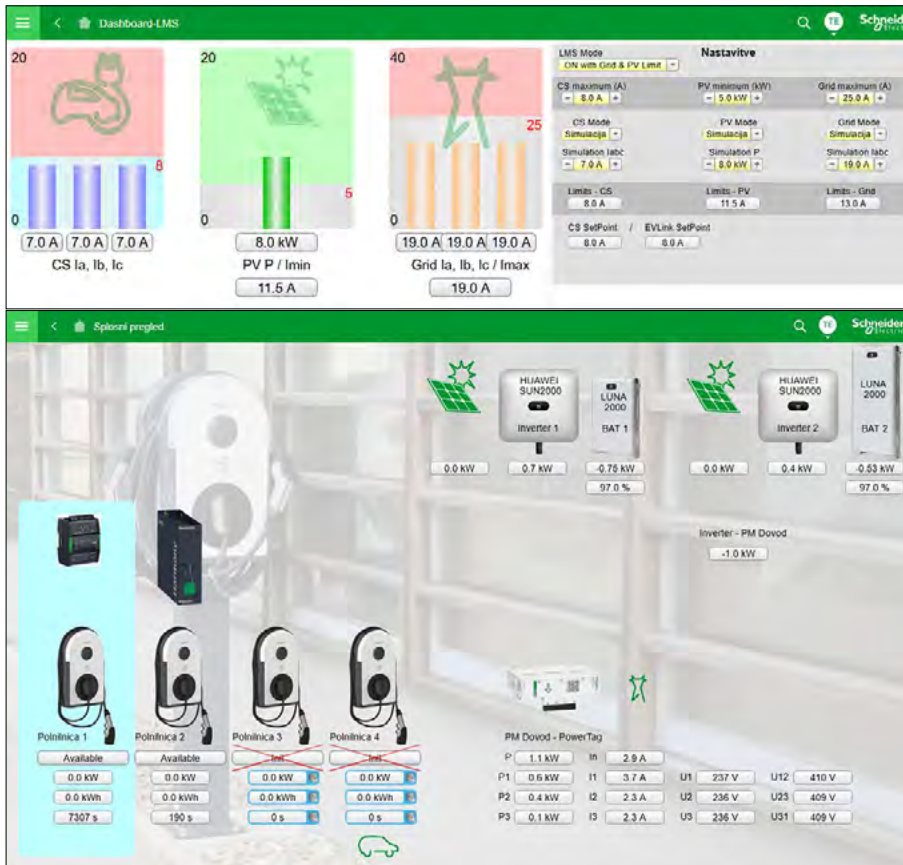 Dashboard-LMS
TE
Schneid
Electr
20
20
40
8
5
25
0
0
0
7.0 A 7.0 A 7.0 A
8.0 kW
19.0 A 19.0 A 19.0 A
CS Ia, Ib, Ic
PV P / Imin
Grid Ia, Ib, Ic / Imax
11.5 A
19.0 A
LMS Mode
Nastavitve
ON with Grid & PV Limit
CS maximum (A) PV minimum (kW) Grid maximum (A)
- 8.0 A + - 5.0 kW + - 25.0 A +
CS Mode PV Mode Grid Mode
Simulacija Simulacija Simulacija
Simulation Iabc Simulation P Simulation Iabc
- 7.0 A + - 8.0 kW + - 19.0 A +
Limits - CS Limits - PV Limits - Grid
8.0 A 11.5 A 13.0 A
CS SetPoint / EVLink SetPoint
8.0 A 8.0 A
Splosni pregled
TE
Schneider
Electric
HUAWEI
SUN2000
Inverter 1
LUNA
2000
BAT 1
HUAWEI
SUN2000
Inverter 2
LUNA
2000
BAT 2
0.0 kW 0.7 kW -0.75 kW 0.0 kW 0.4 kW -0.53 kW
97.0 % 97.0 %
Inverter - PM Dovod
-1.0 kW
Polnilnica 1 Polnilnica 2 Polnilnica 3 Polnilnica 4
Available Available Init Init
0.0 kW 0.0 kW 0.0 kW 0.0 kW
0.0 kWh 0.0 kWh 0.0 kWh 0.0 kWh
7307 s 190 s 0 s 0 s
PM Dovod - PowerTag
P 1.1 kW In 2.9 A
P1 0.6 kW I1 3.7 A U1 237 V U12 410 V
P2 0.4 kW I2 2.3 A U2 236 V U23 409 V
P3 0.1 kW I3 2.3 A U3 236 V U31 409 V